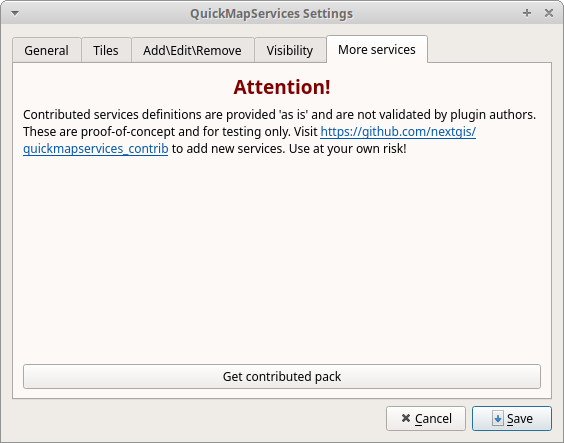 QuickMapServices Settings
General Tiles Add\Edit\Remove Visibility More services
Attention!
Contributed services definitions are provided 'as is' and are not validated by plugin authors.
These are proof-of-concept and for testing only. Visit https://github.com/nextgis/
quickmapservices_contrib to add new services. Use at your own risk!
Get contributed pack
Cancel Save